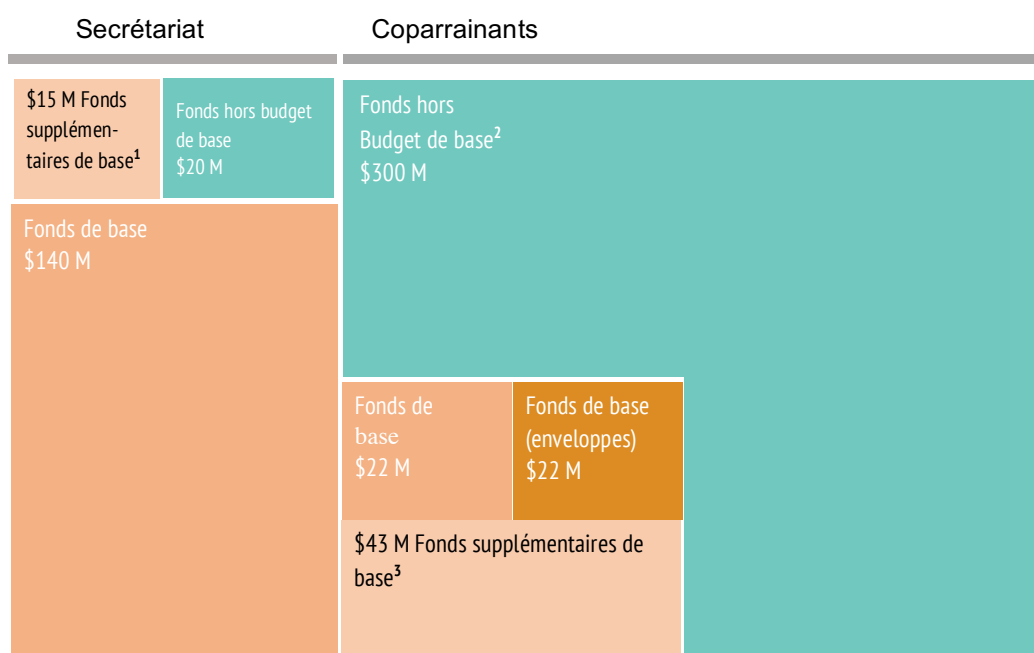 Secrétariat
Coparrainants
$15 M Fonds
supplémen-
taires de base¹
Fonds hors budget
de base
$20 M
Fonds hors
Budget de base²
$300 M
Fonds de base
$140 M
Fonds de
base
$22 M
Fonds de base
(enveloppes)
$22 M
$43 M Fonds supplémentaires de
base³